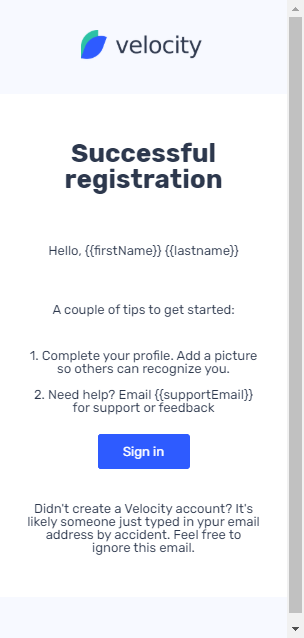 velocity
Successful
registration
Hello, {{firstName}} {{lastname}}
A couple of tips to get started:
1. Complete your profile. Add a picture
so others can recognize you.
2. Need help? Email {{supportEmail}}
for support or feedback
Sign in
Didn't create a Velocity account? It's
likely someone just typed in ypur email
address by accident. Feel free to
ignore this email.